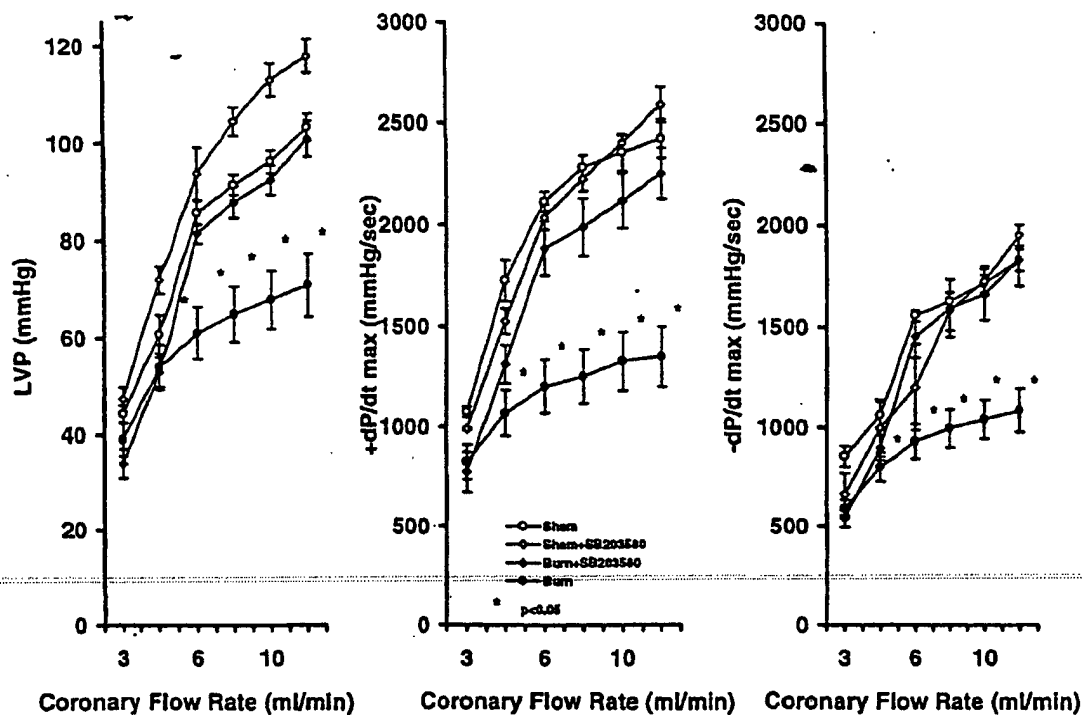 120
100
80
60
40
20
0
LVP (mmHg)
3 6 10
Coronary Flow Rate (ml/min)
3000
2500
2000
1500
1000
500
0
+dP/dt max (mmHg/sec)
Sham
Sham+SB203580
Burn+SB203580
Burn
* p<0.05
3 6 10
Coronary Flow Rate (ml/min)
3000
2500
2000
1500
1000
500
0
-dP/dt max (mmHg/sec)
3 6 10
Coronary Flow Rate (ml/min)